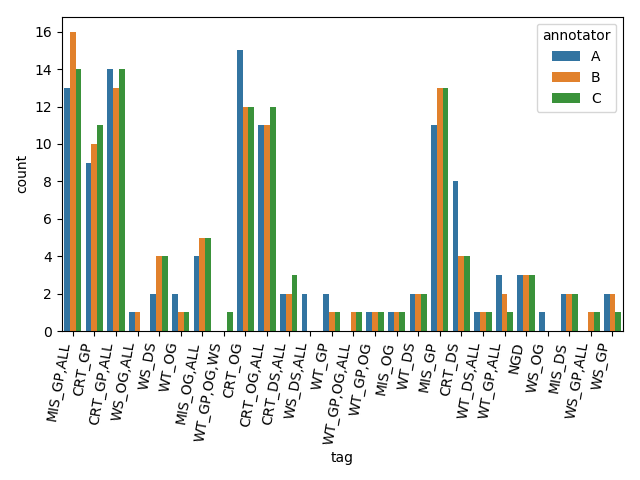 annotator
A
B
C
count
16
14
12
10
8
6
4
2
0
MIS_GP,ALL
CRT_GP
CRT_GP,ALL
WS_OG,ALL
WS_DS
WT_OG
MIS_OG,ALL
WT_GP,OG,WS
CRT_OG
CRT_OG,ALL
CRT_DS,ALL
WS_DS,ALL
WT_GP
WT_GP,OG,ALL
WT_GP,OG
MIS_OG
WT_DS
MIS_GP
CRT_DS
WT_DS,ALL
WT_GP,ALL
NGD
WS_OG
MIS_DS
WS_GP,ALL
WS_GP
tag